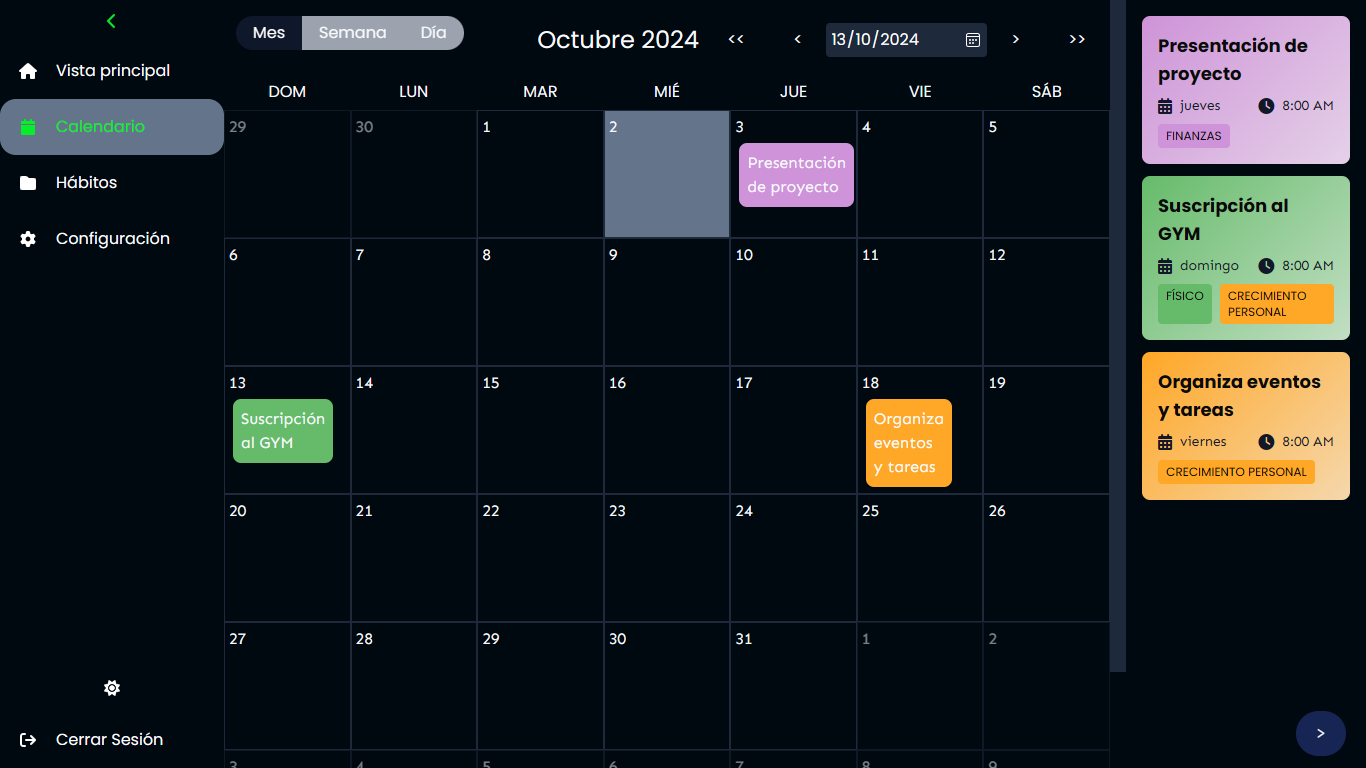 Vista principal
Calendario
Hábitos
Configuración
Cerrar Sesión
Mes Semana Día
Octubre 2024 << < 13/10/2024 > >>
DOM LUN MAR MIÉ JUE VIE SÁB
29 30 1 2 3 4 5
Presentación
de proyecto
6 7 8 9 10 11 12
13 14 15 16 17 18 19
Suscripción
al GYM
Organiza
eventos
y tareas
20 21 22 23 24 25 26
27 28 29 30 31 1 2
3 4 5 6 7 8 9
Presentación de
proyecto
jueves 8:00 AM
FINANZAS
Suscripción al
GYM
domingo 8:00 AM
FÍSICO CRECIMIENTO
PERSONAL
Organiza eventos
y tareas
viernes 8:00 AM
CRECIMIENTO PERSONAL
>